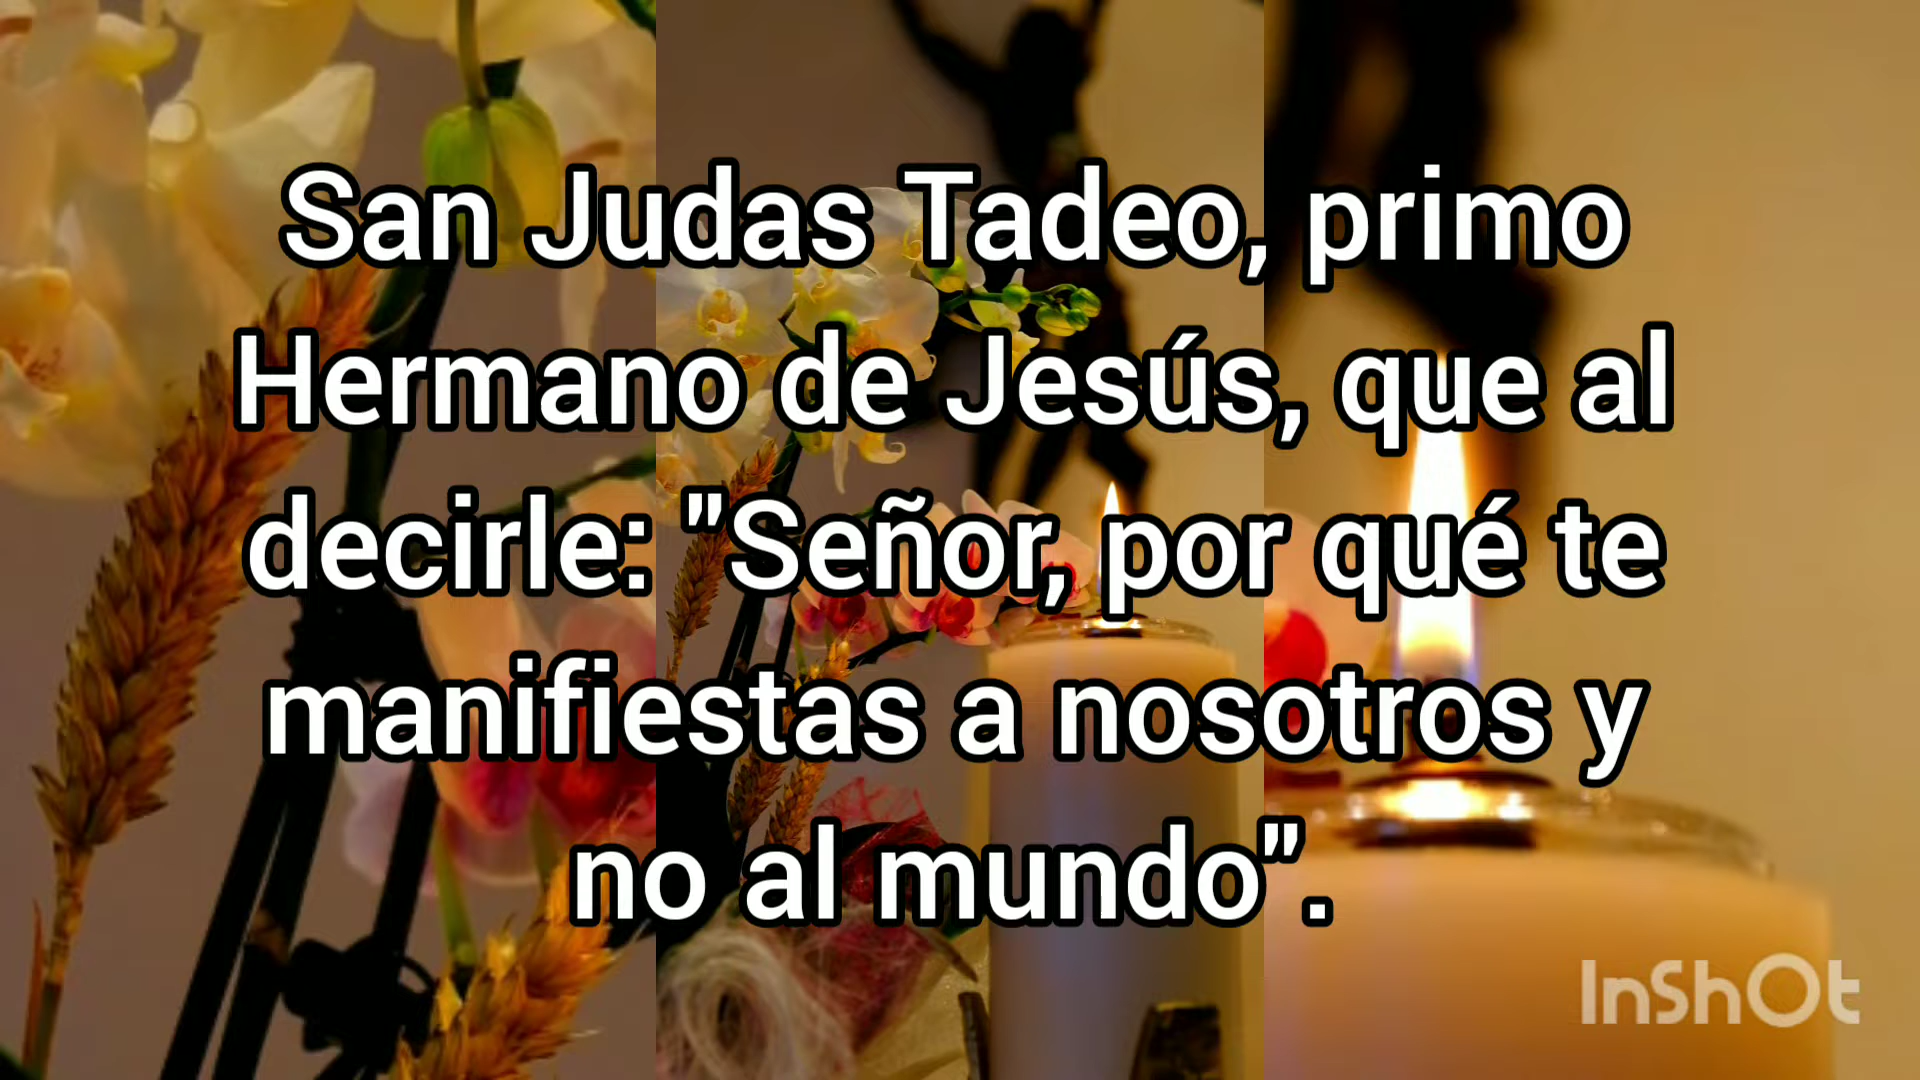 San Judas Tadeo, primo
Hermano de Jesús, que al
decirle: "Señor, por qué te
manifiestas a nosotros y
no al mundo".
InShOt